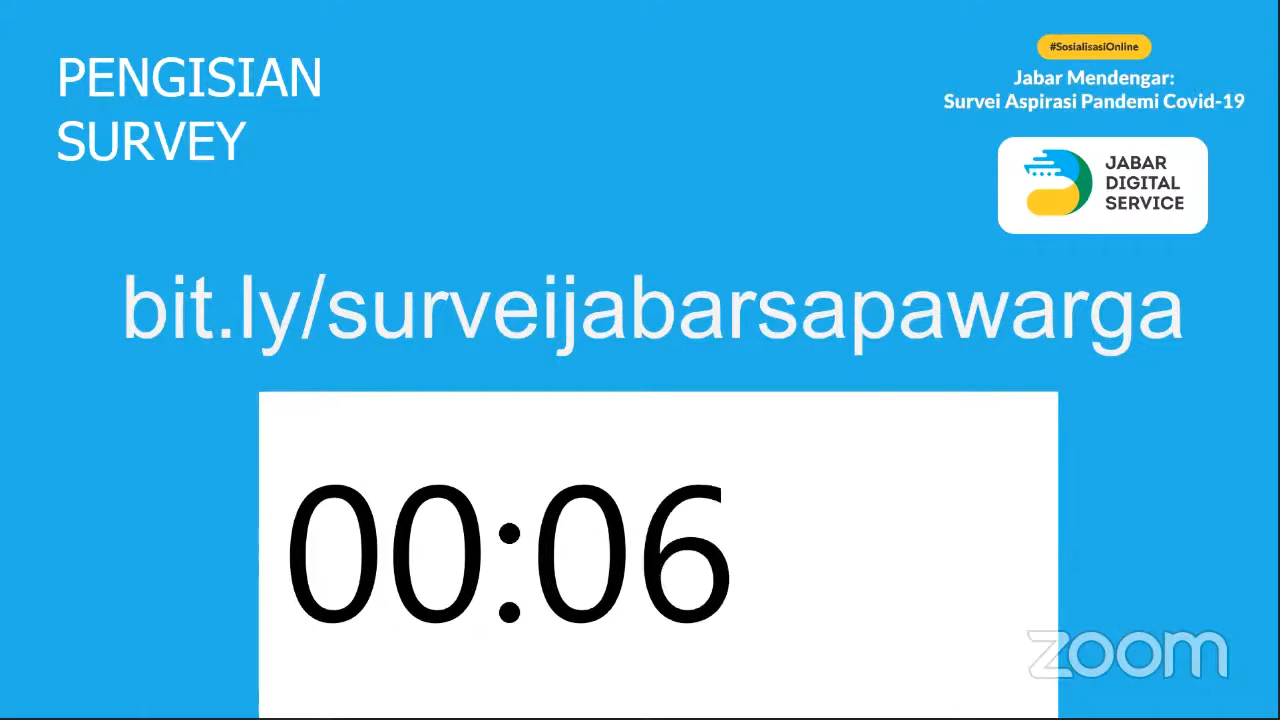 PENGISIAN
SURVEY
#SosialisasiOnline
Jabar Mendengar:
Survei Aspirasi Pandemi Covid-19
JABAR
DIGITAL
SERVICE
bit.ly/surveijabarsapawarga
00:06
zoom